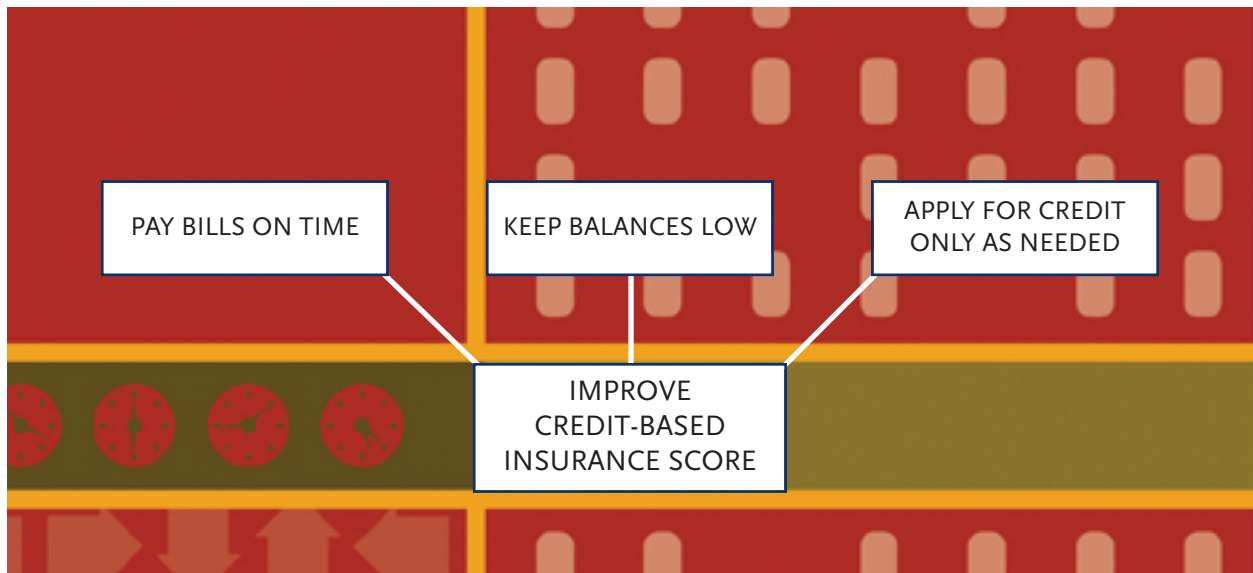 PAY BILLS ON TIME
KEEP BALANCES LOW
APPLY FOR CREDIT
ONLY AS NEEDED
IMPROVE
CREDIT-BASED
INSURANCE SCORE